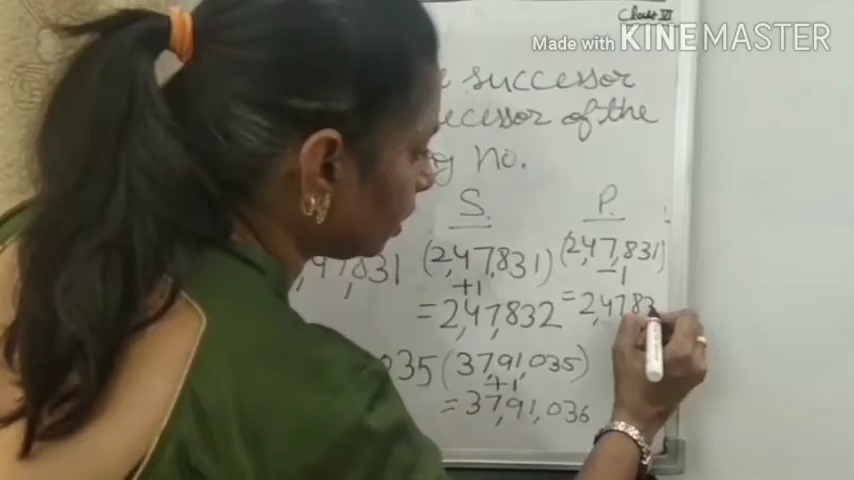 Class VI
Made with KINEMASTER
successor
of the
no.
S. P.
(2,47,831) (2,47,831)
+1 -1
=2,47,832 =2,4783
035 (37,91,035)
+1
=37,91,036